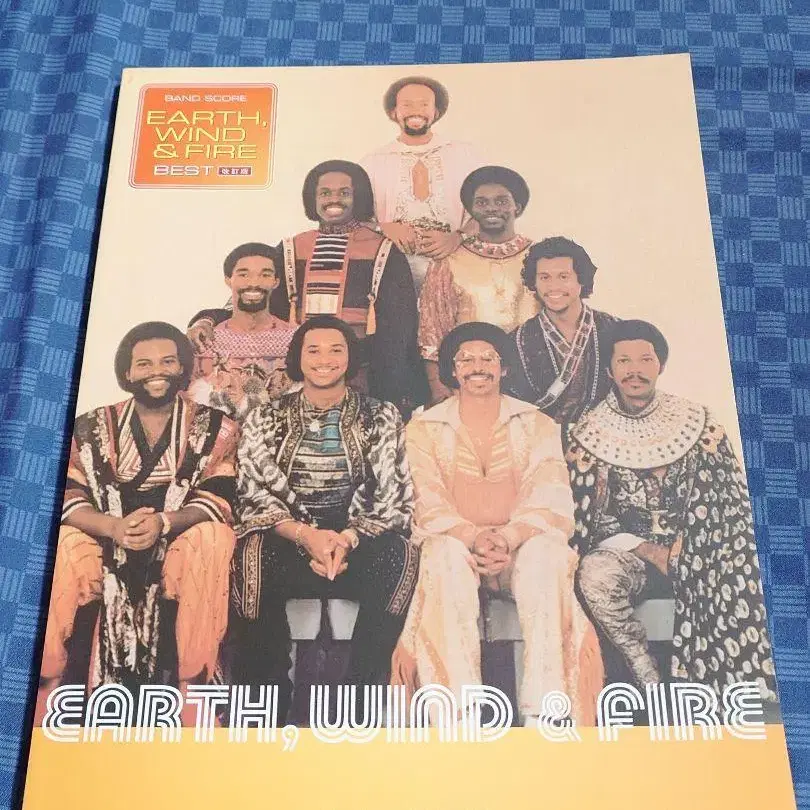 BAND SCORE
EARTH,
WIND
& FIRE
BEST 改訂版
EARTH, WIND & FIRE